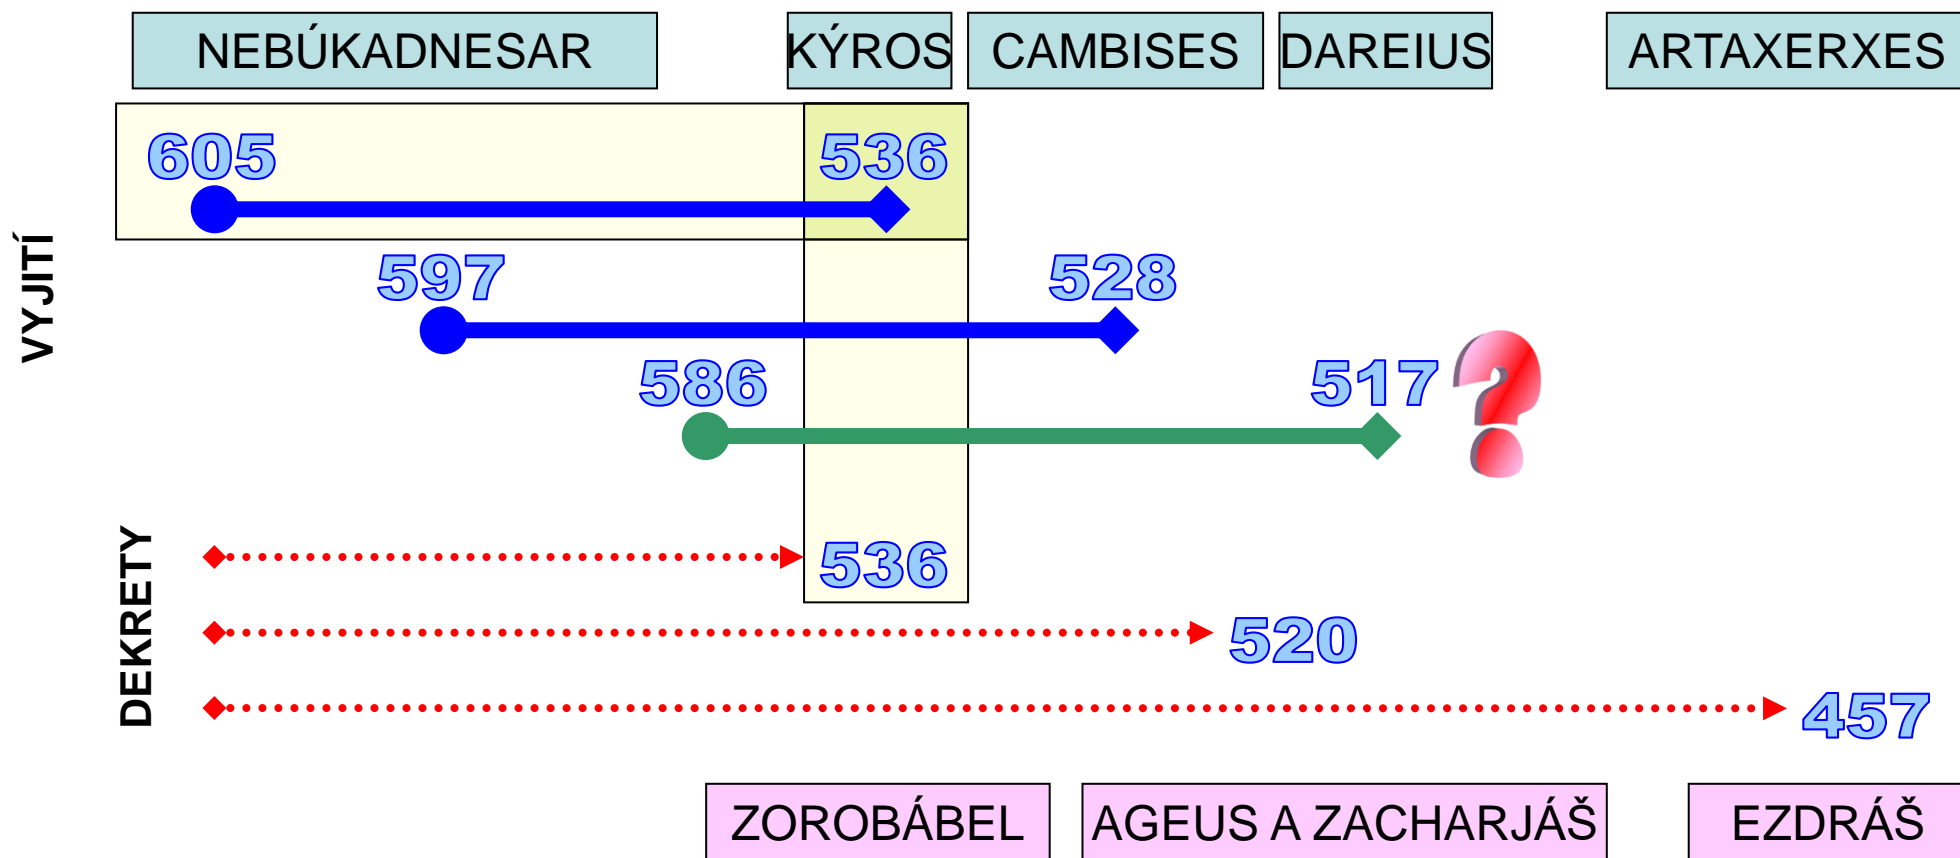 NEBÚKADNESAR KÝROS CAMBISES DAREIUS ARTAXERXES
605 536
VYJITÍ
597 528
586 517 ?
DEKRETY
536
520
457
ZOROBÁBEL AGEUS A ZACHARJÁŠ EZDRÁŠ